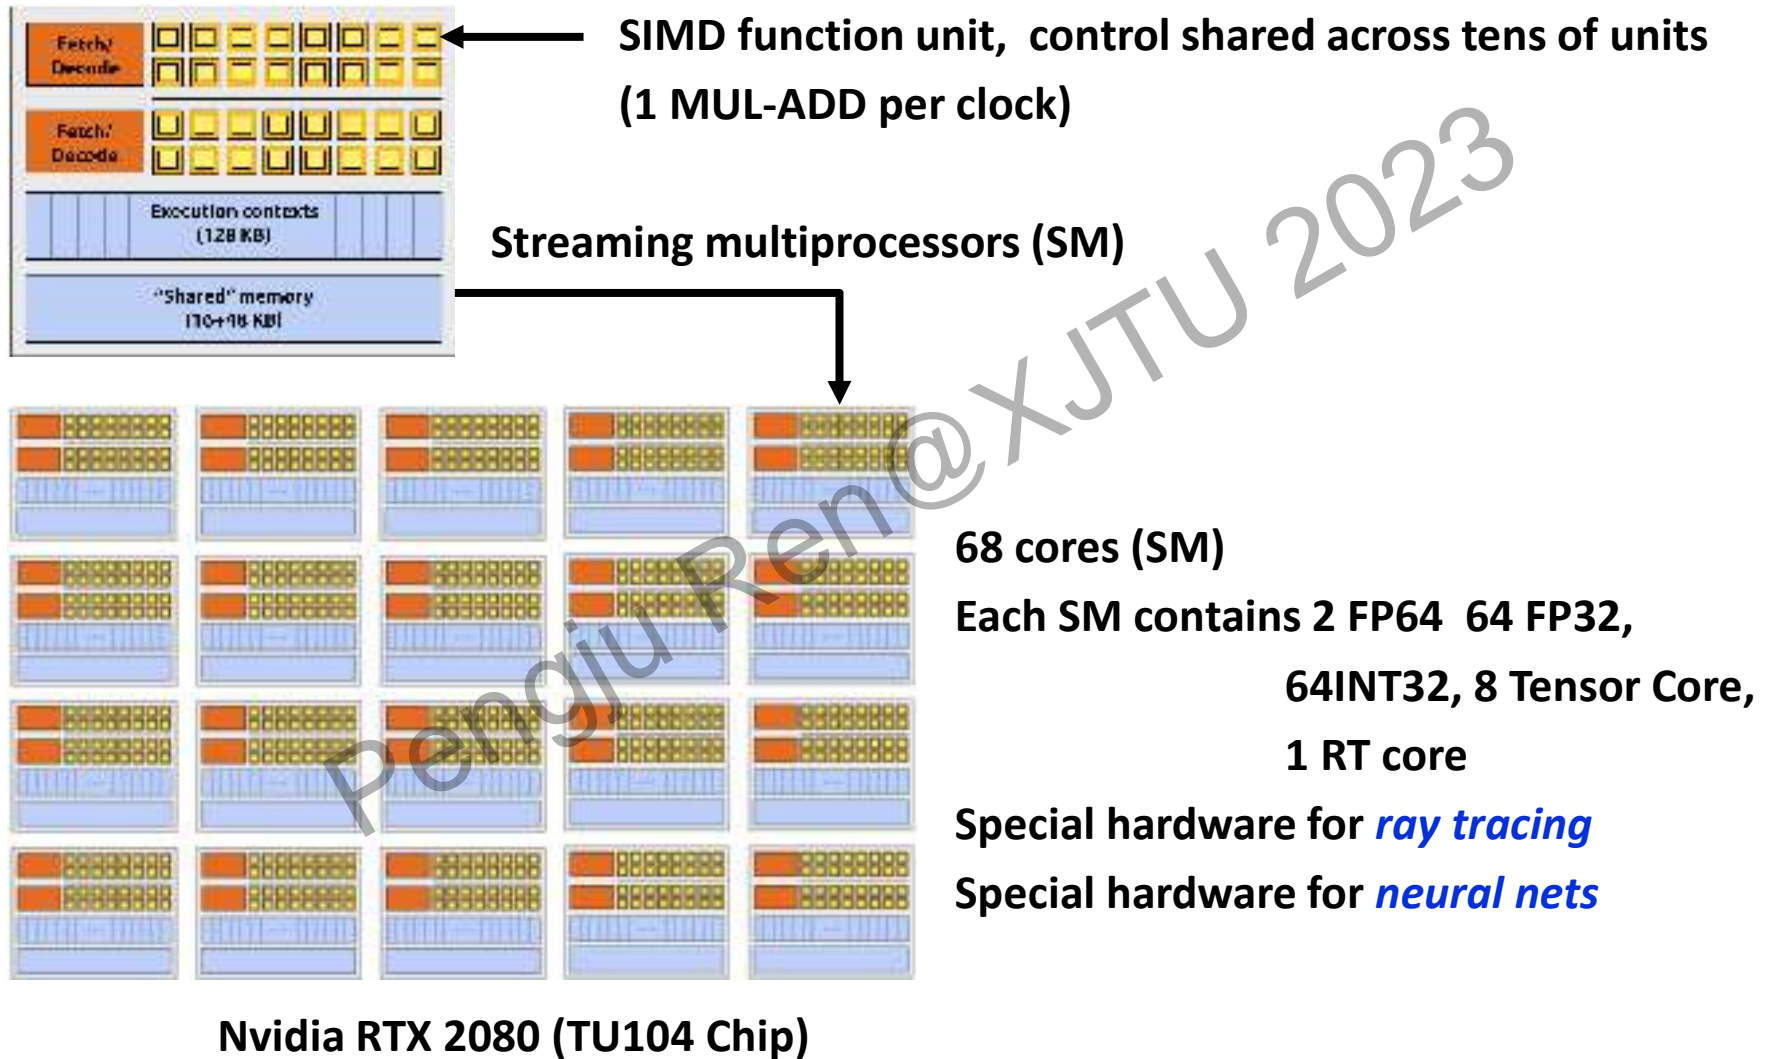 Fetch/
Decode
SIMD function unit, control shared across tens of units
(1 MUL-ADD per clock)
Fetch/
Decode
Execution contexts
(128 KB)
Streaming multiprocessors (SM)
"Shared" memory
(16+48 KB)
68 cores (SM)
Each SM contains 2 FP64 64 FP32,
64INT32, 8 Tensor Core,
1 RT core
Special hardware for ray tracing
Special hardware for neural nets
Nvidia RTX 2080 (TU104 Chip)
Pengju Ren@XJTU 2023